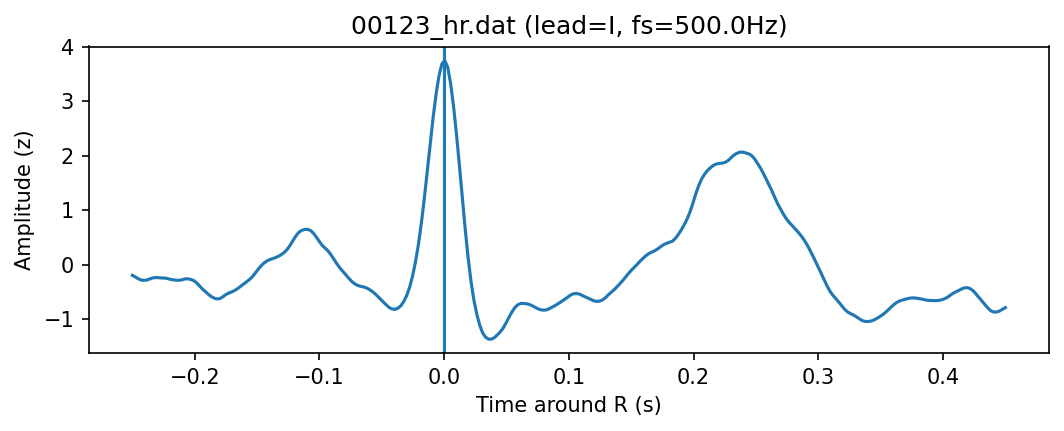 00123_hr.dat (lead=I, fs=500.0Hz)
Amplitude (z)
4
3
2
1
0
−1
−0.2 −0.1 0.0 0.1 0.2 0.3 0.4
Time around R (s)